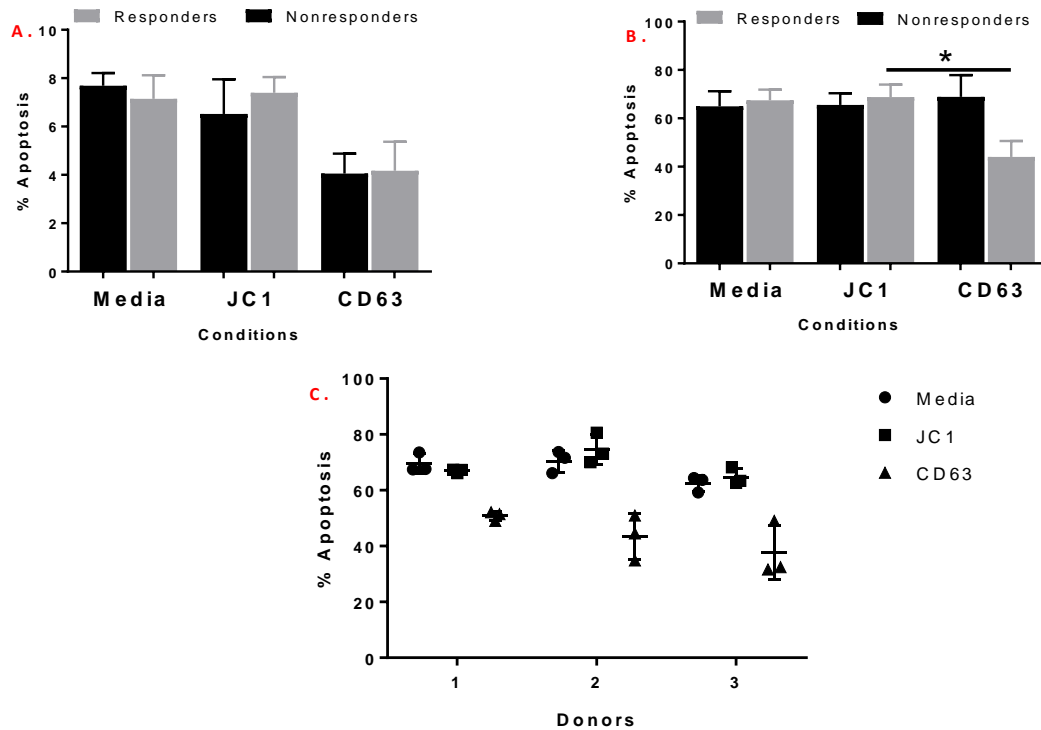 A.
Responders Nonresponders
% Apoptosis
10
8
6
4
2
0
Media JC1 CD63
Conditions
B.
Responders Nonresponders
% Apoptosis
100
80
60
40
20
0
*
Media JC1 CD63
Conditions
C.
% Apoptosis
100
80
60
40
20
0
1 2 3
Donors
Media
JC1
CD63